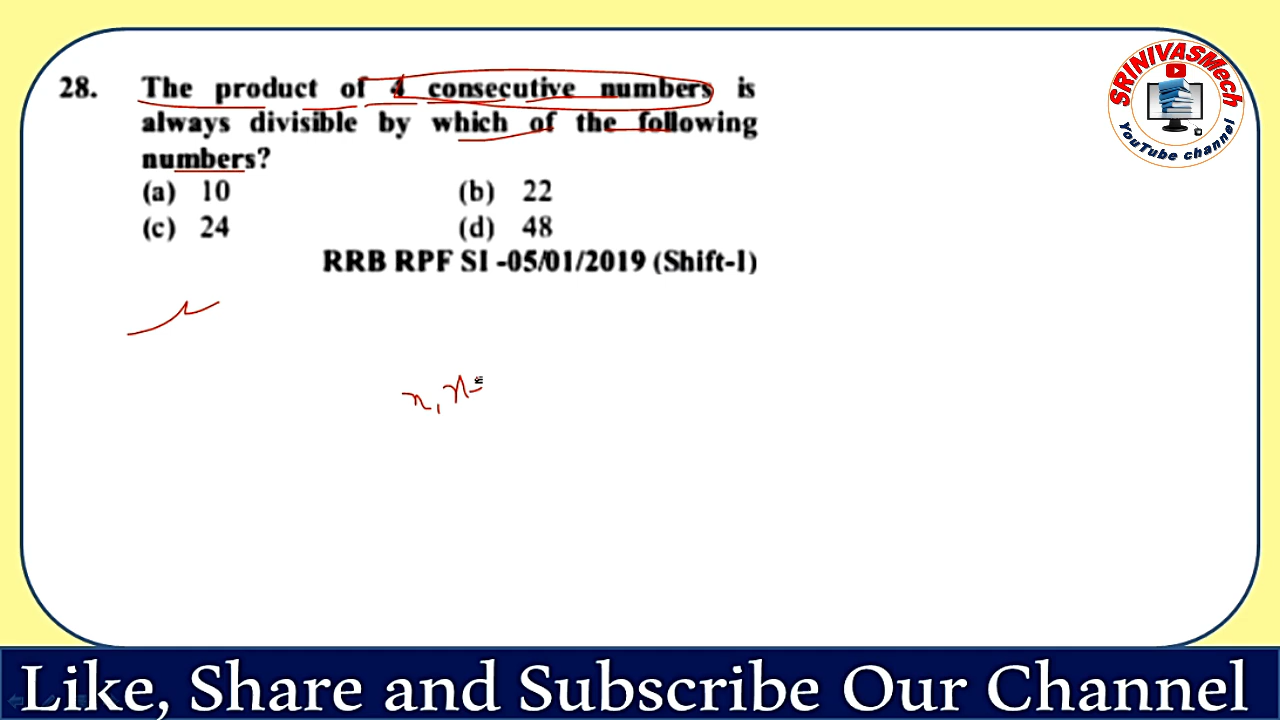 SRINIVASMech
YouTube channel
28. The product of 4 consecutive numbers is
always divisible by which of the following
numbers?
(a) 10 (b) 22
(c) 24 (d) 48
RRB RPF SI -05/01/2019 (Shift-I)
n, n
Like, Share and Subscribe Our Channel